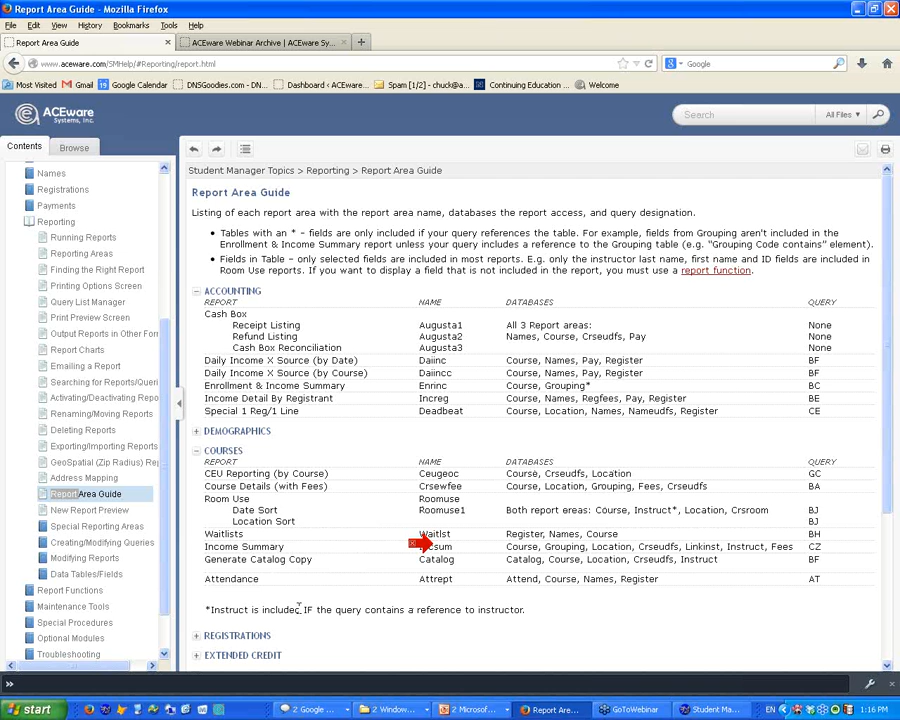 Report Area Guide - Mozilla Firefox
File Edit View History Bookmarks Tools Help
Report Area Guide × ACEware Webinar Archive | ACEware Sy... × +
www.aceware.com/SMHelp/#Reporting/report.html Google
Most Visited Gmail Google Calendar DNSGoodies.com - DN... Dashboard ‹ ACEware... Spam [1/2] - chuck@a... Continuing Education ... Welcome
ACEware Systems, Inc.
Search All Files
Contents Browse
Names
Registrations
Payments
Reporting
Running Reports
Reporting Areas
Finding the Right Report
Printing Options Screen
Query List Manager
Print Preview Screen
Output Reports in Other For
Report Charts
Emailing a Report
Searching for Reports/Queri
Activating/Deactivating Repo
Renaming/Moving Reports
Deleting Reports
Exporting/Importing Reports
GeoSpatial (Zip Radius) Rep
Address Mapping
Report Area Guide
New Report Preview
Special Reporting Areas
Creating/Modifying Queries
Modifying Reports
Data Tables/Fields
Report Functions
Maintenance Tools
Special Procedures
Optional Modules
Troubleshooting
Student Manager Topics > Reporting > Report Area Guide
Report Area Guide
Listing of each report area with the report area name, databases the report access, and query designation.
• Tables with an * - fields are only included if your query references the table. For example, fields from Grouping aren't included in the
Enrollment & Income Summary report unless your query includes a reference to the Grouping table (e.g. "Grouping Code contains" element).
• Fields in Table - only selected fields are included in most reports. E.g. only the instructor last name, first name and ID fields are included in
Room Use reports. If you want to display a field that is not included in the report, you must use a report function.
ACCOUNTING
REPORT NAME DATABASES QUERY
Cash Box
Receipt Listing Augusta1 All 3 Report areas: None
Refund Listing Augusta2 Names, Course, Crseudfs, Pay None
Cash Box Reconciliation Augusta3 None
Daily Income X Source (by Date) Daiinc Course, Names, Pay, Register BF
Daily Income X Source (by Course) Daiincc Course, Names, Pay, Register BF
Enrollment & Income Summary Enrinc Course, Grouping* BC
Income Detail By Registrant Increg Course, Names, Regfees, Pay, Register BE
Special 1 Reg/1 Line Deadbeat Course, Location, Names, Nameudfs, Register CE
DEMOGRAPHICS
COURSES
REPORT NAME DATABASES QUERY
CEU Reporting (by Course) Ceugeoc Course, Crseudfs, Location GC
Course Details (with Fees) Crsewfee Course, Location, Grouping, Fees, Crseudfs BA
Room Use Roomuse
Date Sort Roomuse1 Both report areas: Course, Instruct*, Location, Crsroom BJ
Location Sort BJ
Waitlists Waitlst Register, Names, Course BH
Income Summary Course, Grouping, Location, Crseudfs, Linkinst, Instruct, Fees CZ
Generate Catalog Copy Catalog Catalog, Course, Location, Crseudfs, Instruct BF
Attendance Attrept Attend, Course, Names, Register AT
*Instruct is included IF the query contains a reference to instructor.
REGISTRATIONS
EXTENDED CREDIT
»
start 2 Google ... 2 Window... 2 Microsof... Report Are... GoToWebinar Student Ma... EN 1:16 PM